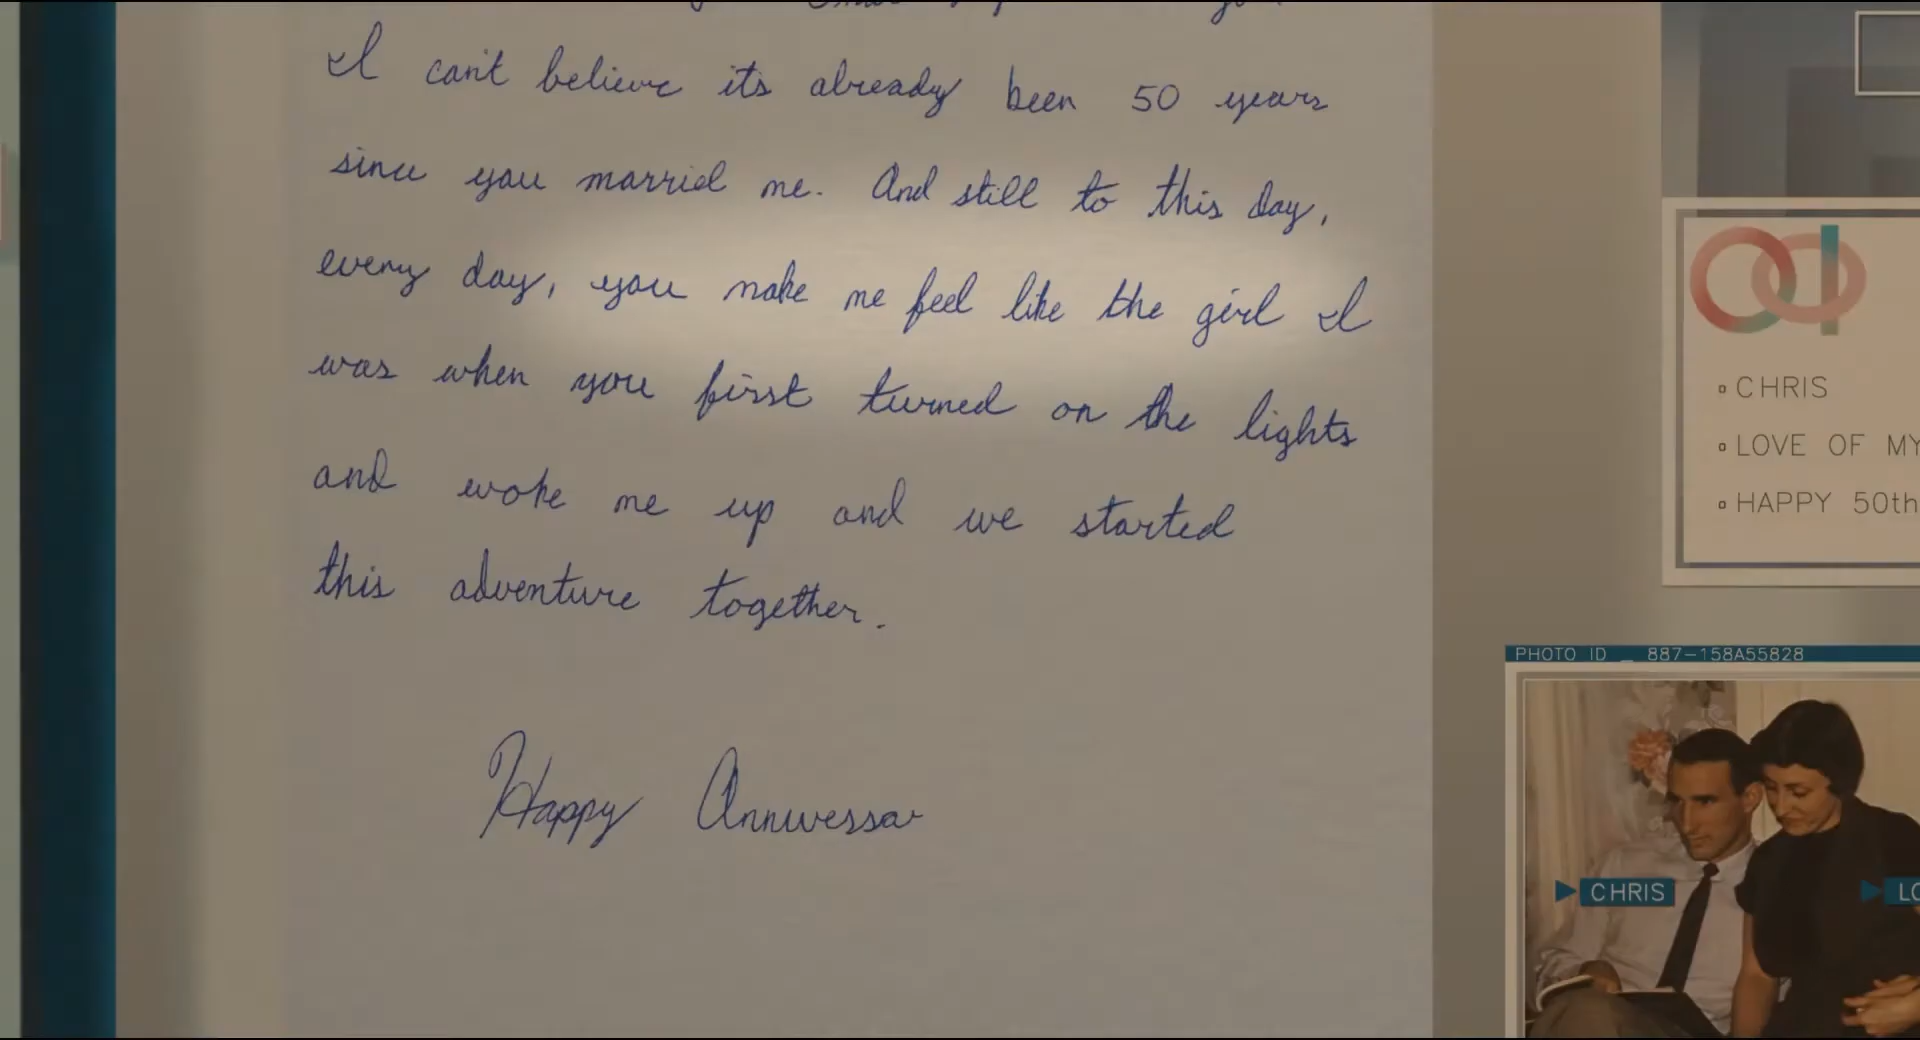 I can't believe its already been 50 years
since you married me. And still to this day,
every day, you make me feel like the girl I
was when you first turned on the lights
and woke me up and we started
this adventure together.
Happy Anniversa
CHRIS
LOVE OF MY
HAPPY 50th
PHOTO ID _ 887-158A55828
CHRIS
LO